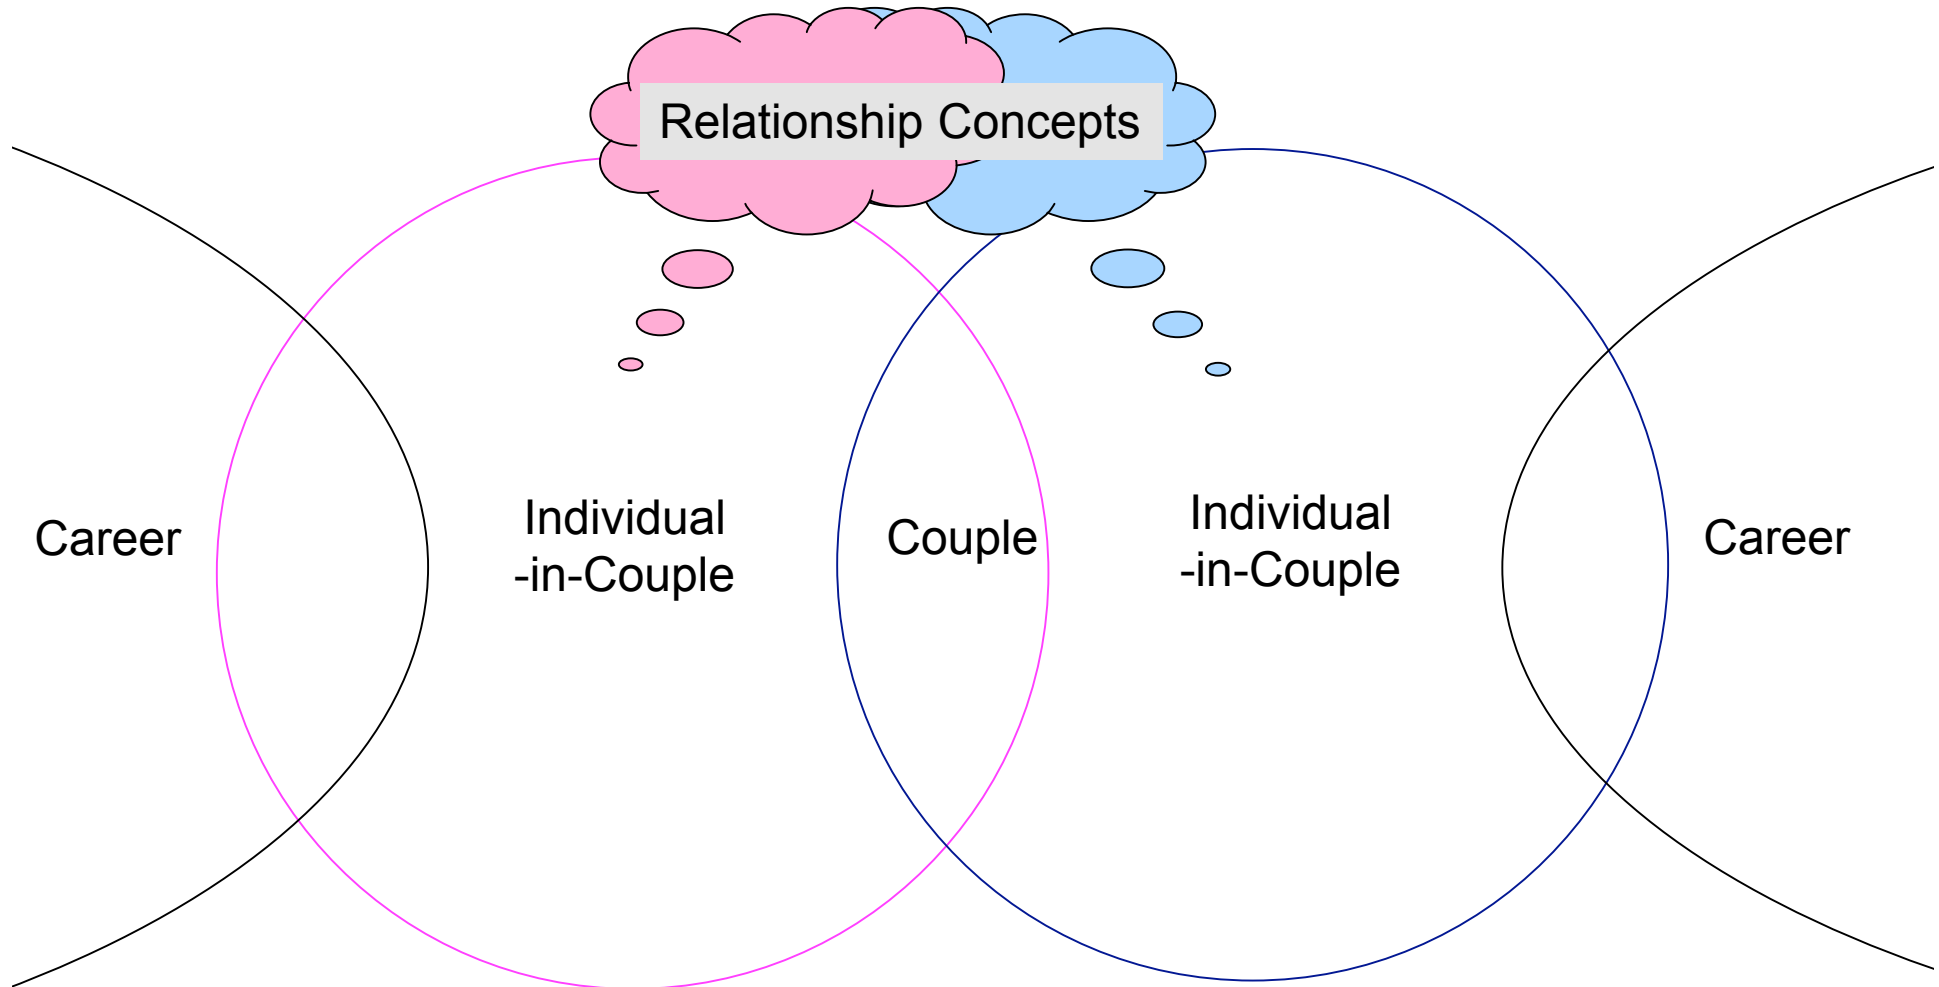 Relationship Concepts
Career
Individual
-in-Couple
Couple
Individual
-in-Couple
Career